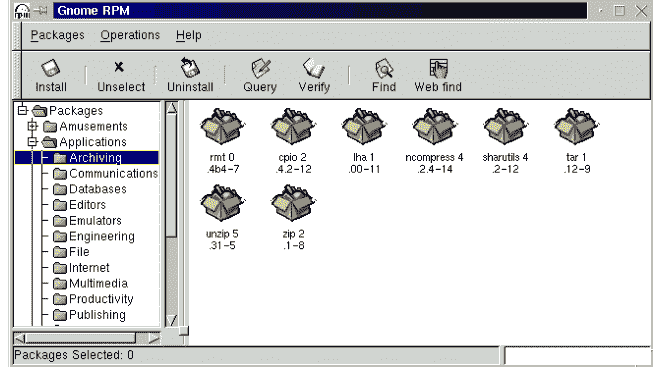 Gnome RPM
Packages Operations Help
Install Unselect Uninstall Query Verify Find Web find
Packages
Amusements
Applications
Archiving
Communications
Databases
Editors
Emulators
Engineering
File
Internet
Multimedia
Productivity
Publishing
rmt 0 cpio 2 lha 1 ncompress 4 sharutils 4 tar 1
.4b4-7 .4.2-12 .00-11 .2.4-14 .2-12 .12-9
unzip 5 zip 2
.31-5 .1-8
Packages Selected: 0